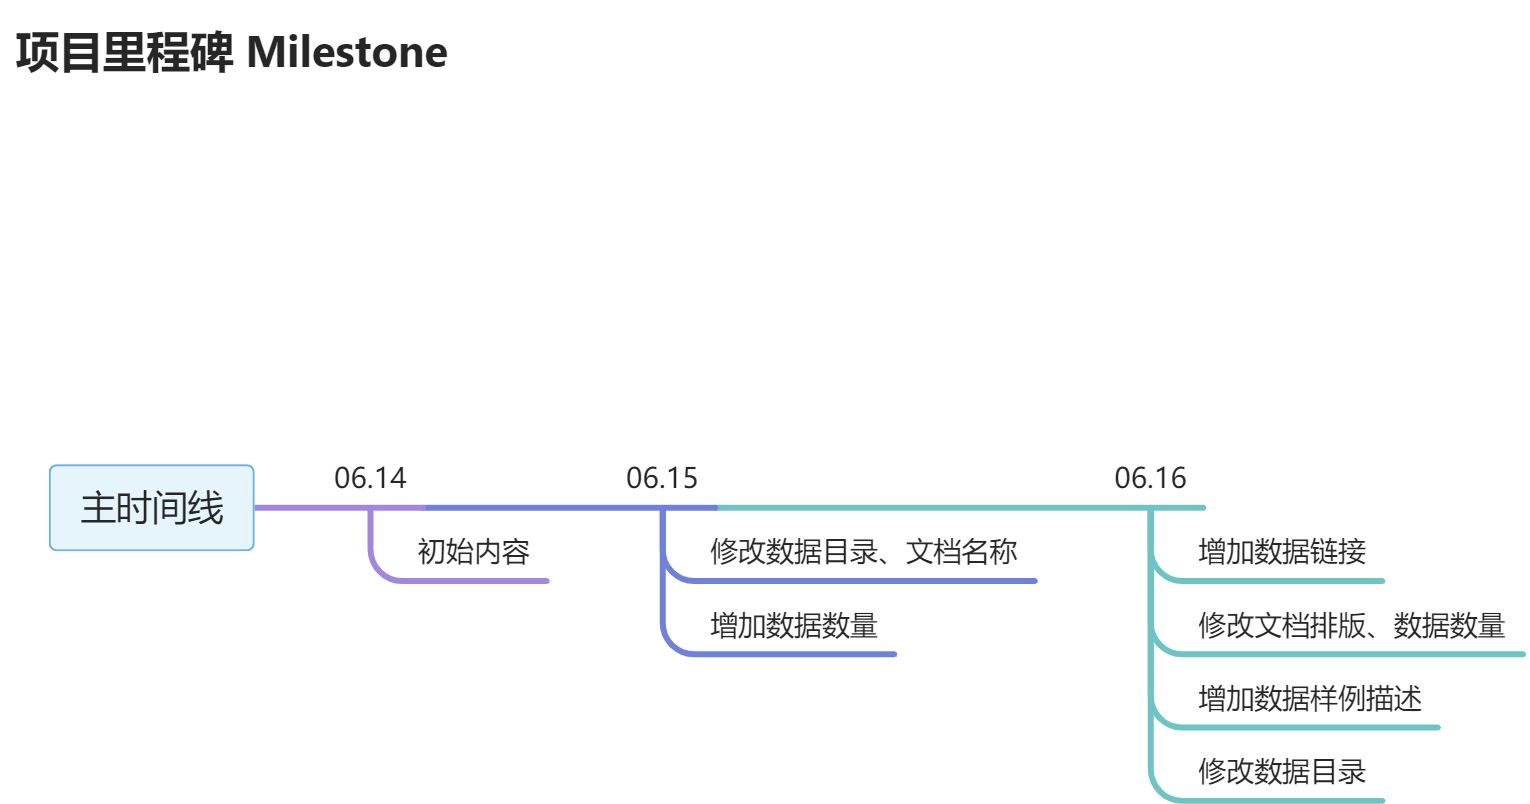 项目里程碑 Milestone
主时间线
06.14
初始内容
06.15
修改数据目录、文档名称
增加数据数量
06.16
增加数据链接
修改文档排版、数据数量
增加数据样例描述
修改数据目录